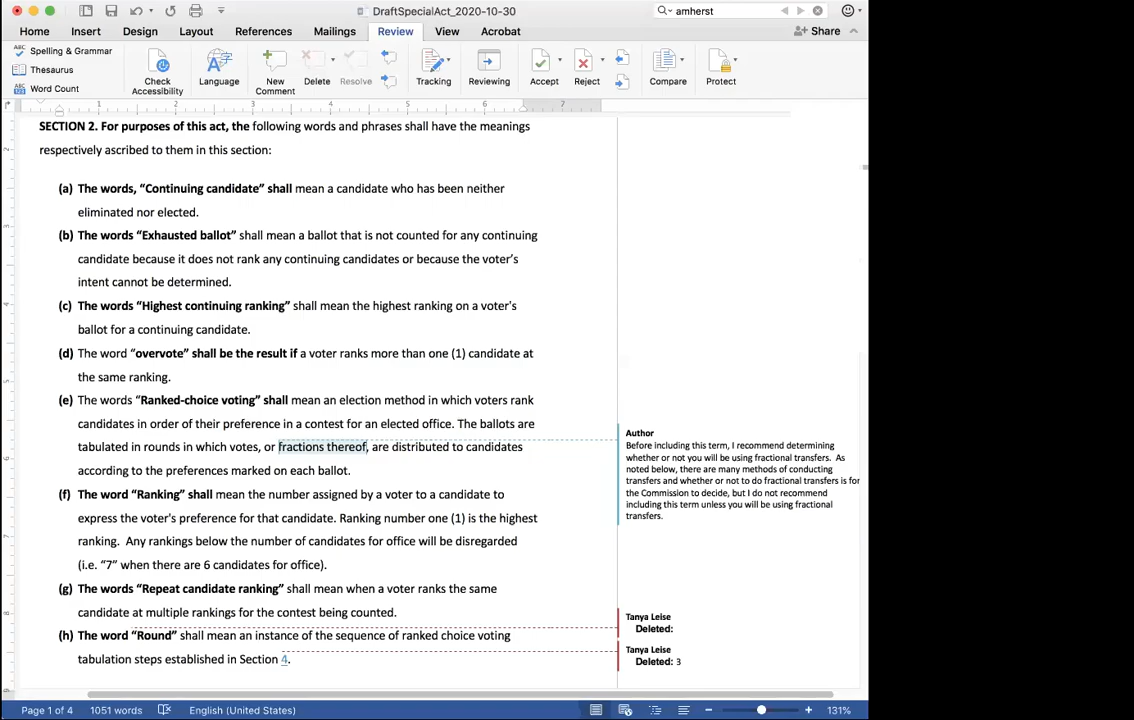 DraftSpecialAct_2020-10-30
amherst
Home Insert Design Layout References Mailings Review View Acrobat
Share
ABC Spelling & Grammar
Thesaurus
ABC 123 Word Count
Check Accessibility
Language
New Comment
Delete
Resolve
Tracking
Reviewing
Accept
Reject
Compare
Protect
1 2 3 4 5 6 7
SECTION 2. For purposes of this act, the following words and phrases shall have the meanings
respectively ascribed to them in this section:
(a) The words, “Continuing candidate” shall mean a candidate who has been neither
eliminated nor elected.
(b) The words “Exhausted ballot” shall mean a ballot that is not counted for any continuing
candidate because it does not rank any continuing candidates or because the voter’s
intent cannot be determined.
(c) The words “Highest continuing ranking” shall mean the highest ranking on a voter's
ballot for a continuing candidate.
(d) The word “overvote” shall be the result if a voter ranks more than one (1) candidate at
the same ranking.
(e) The words “Ranked-choice voting” shall mean an election method in which voters rank
candidates in order of their preference in a contest for an elected office. The ballots are
tabulated in rounds in which votes, or fractions thereof, are distributed to candidates
according to the preferences marked on each ballot.
(f) The word “Ranking” shall mean the number assigned by a voter to a candidate to
express the voter's preference for that candidate. Ranking number one (1) is the highest
ranking.  Any rankings below the number of candidates for office will be disregarded
(i.e. “7” when there are 6 candidates for office).
(g) The words “Repeat candidate ranking” shall mean when a voter ranks the same
candidate at multiple rankings for the contest being counted.
(h) The word “Round” shall mean an instance of the sequence of ranked choice voting
tabulation steps established in Section 4.
Author
Before including this term, I recommend determining
whether or not you will be using fractional transfers.  As
noted below, there are many methods of conducting
transfers and whether or not to do fractional transfers is for
the Commission to decide, but I do not recommend
including this term unless you will be using fractional
transfers.
Tanya Leise
Deleted:
Tanya Leise
Deleted: 3
Page 1 of 4 1051 words English (United States) 131%